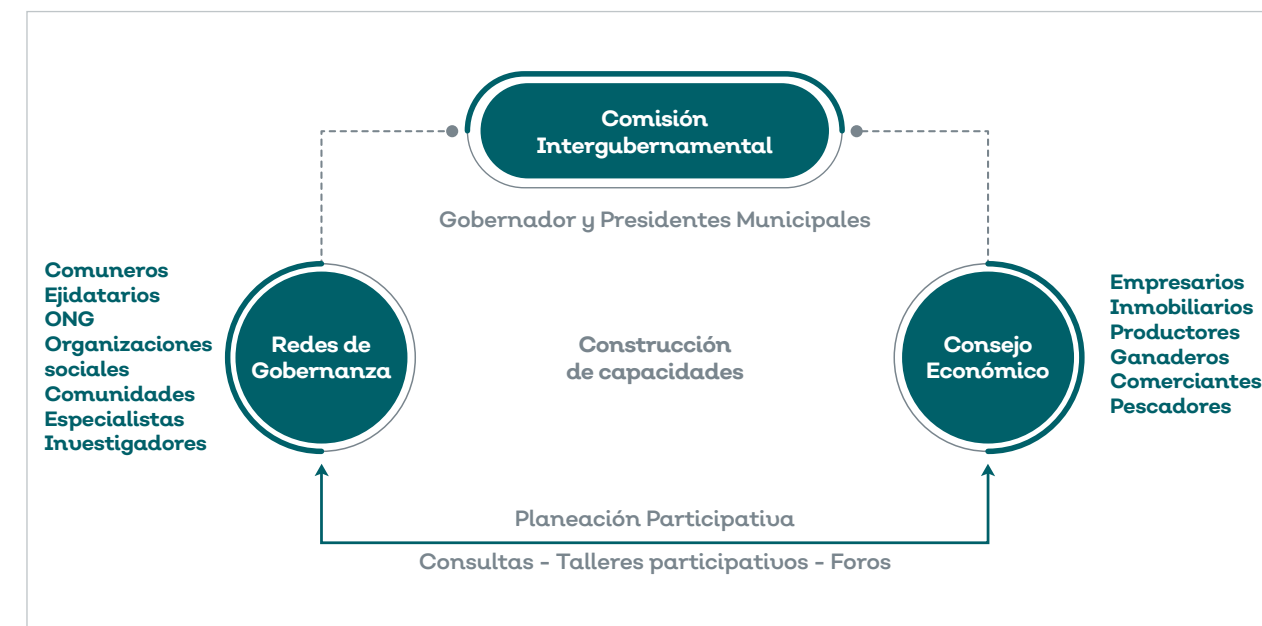 Comisión
Intergubernamental
Gobernador y Presidentes Municipales
Comuneros
Ejidatarios
ONG
Organizaciones
sociales
Comunidades
Especialistas
Investigadores
Redes de
Gobernanza
Construcción
de capacidades
Consejo
Económico
Empresarios
Inmobiliarios
Productores
Ganaderos
Comerciantes
Pescadores
Planeación Participativa
Consultas - Talleres participativos - Foros